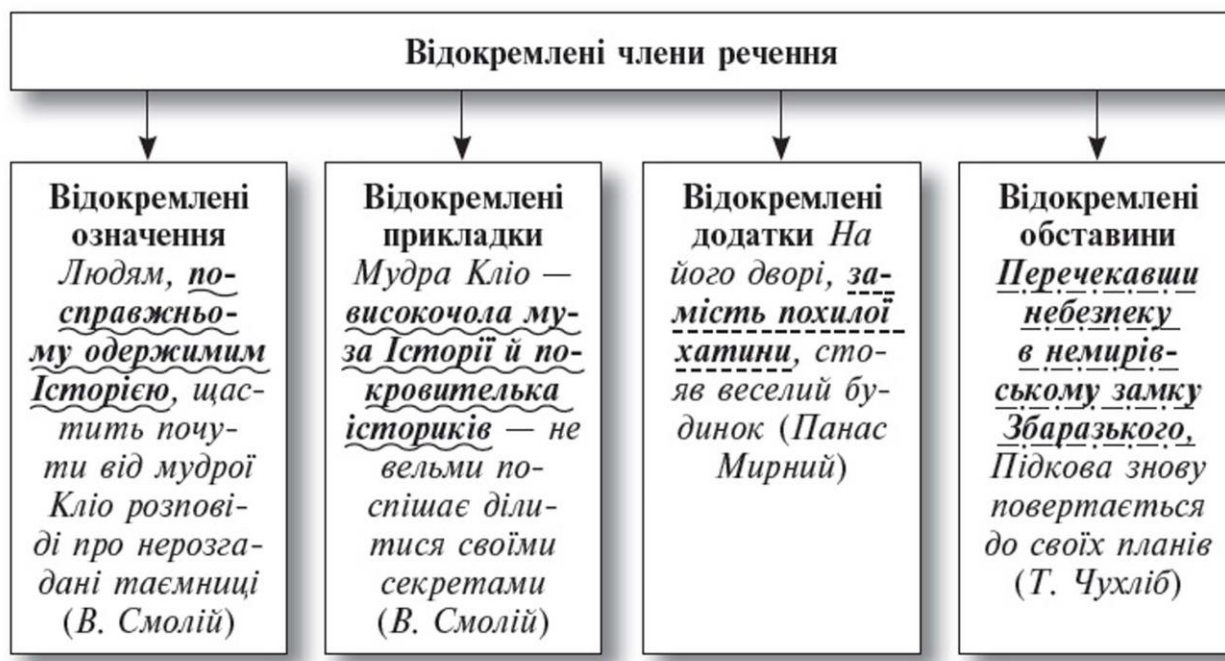 Відокремлені члени речення
Відокремлені
означення
Людям, по-
справжньо-
му одержимим
Історією, щас-
тить почу-
ти від мудрої
Кліо розпові-
ді про нерозга-
дані таємниці
(В. Смолій)
Відокремлені
прикладки
Мудра Кліо —
височола му-
за Історії й по-
кровителька
істориків — не
вельми по-
спішає діли-
тися своїми
секретами
(В. Смолій)
Відокремлені
додатки На
його дворі, за-
мість похилої
хатини, сто-
яв веселий бу-
динок (Панас
Мирний)
Відокремлені
обставини
Перечекавши
небезпеку
в немирів-
ському замку
Збаразького,
Підкова знову
повертається
до своїх планів
(Т. Чухліб)